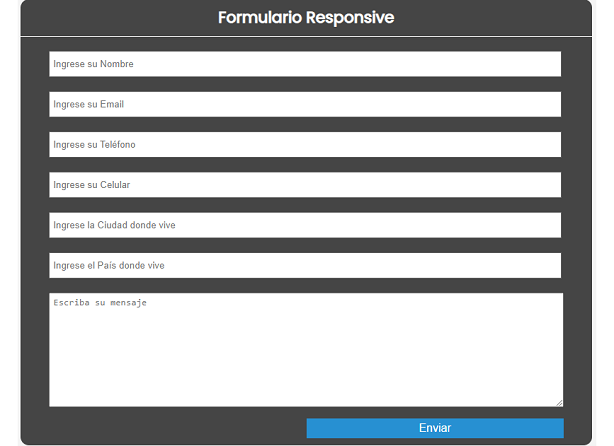 Formulario Responsive
Ingrese su Nombre
Ingrese su Email
Ingrese su Teléfono
Ingrese su Celular
Ingrese la Ciudad donde vive
Ingrese el País donde vive
Escriba su mensaje
Enviar